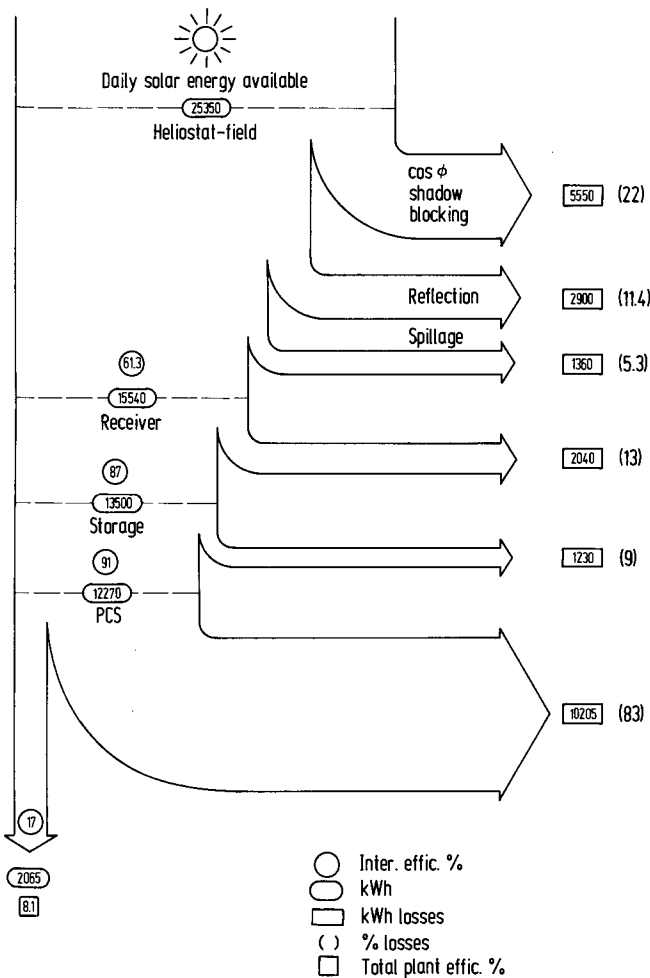 Daily solar energy available
25350
Heliostat-field
cos ϕ
shadow
blocking
5550 (22)
Reflection
2900 (11.4)
Spillage
61.3
1360 (5.3)
15540
Receiver
2040 (13)
87
13500
Storage
91
1230 (9)
12270
PCS
10205 (83)
17
2065
8.1
Inter. effic. %
kWh
kWh losses
( ) % losses
Total plant effic. %